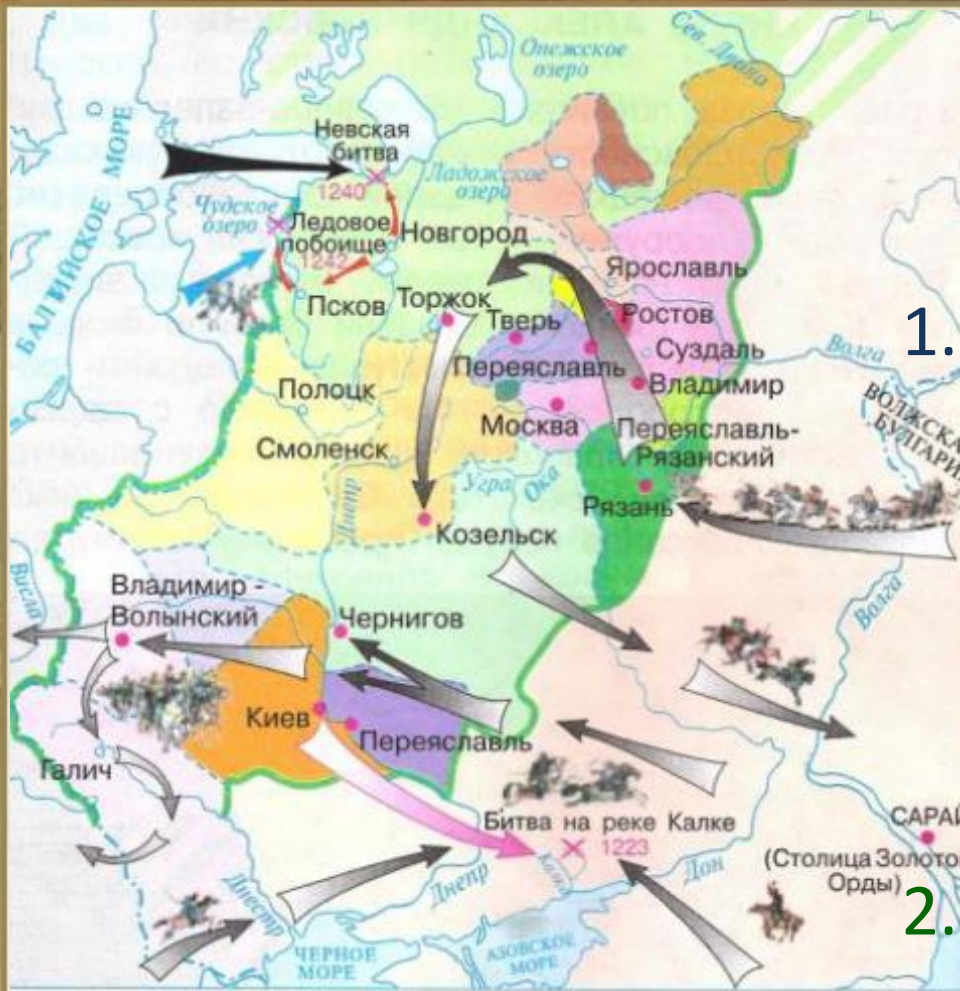 Онежское
озеро
Сев. Двина
Невская
битва
1240
Ладожское
озеро
БАЛТИЙСКОЕ МОРЕ
Чудское
озеро
Ледовое
побоище
1242
Новгород
Псков
Торжок
Ярославль
Тверь
Ростов
Переяславль
Суздаль
Владимир
Волга
1.
Полоцк
Москва
Переяславль-
Рязанский
ВОЛЖСКА
БУЛГАРИ
Смоленск
Угра
Ока
Рязань
Днепр
Козельск
Висла
Владимир -
Волынский
Чернигов
Волга
Киев
Переяславль
Галич
Битва на реке Калке
1223
САРАЙ
(Столица Золото
Орды)
2.
Днепр
Дон
Днестр
ЧЕРНОЕ
МОРЕ
АЗОВСКОЕ
МОРЕ